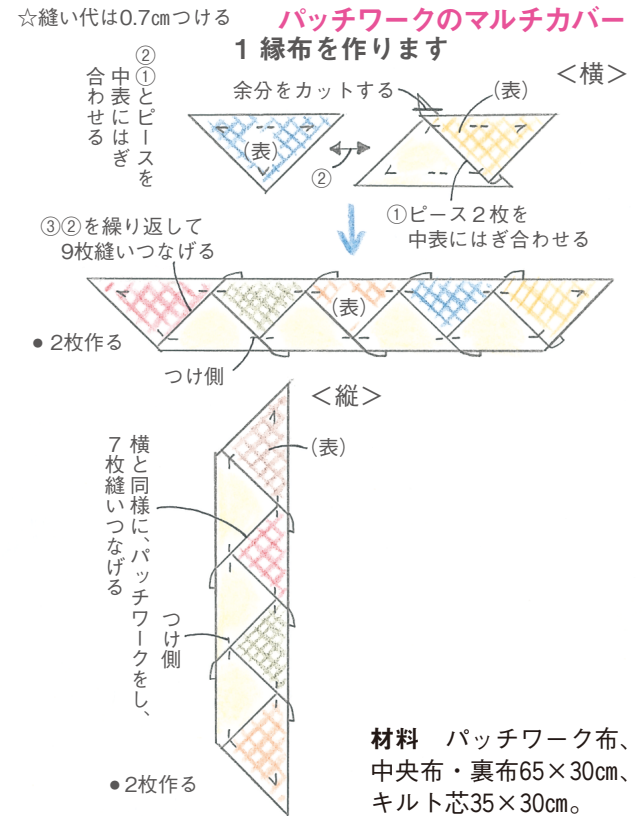 ☆縫い代は0.7㎝つける
パッチワークのマルチカバー
1 縁布を作ります
<横>
②①とピースを
中表にはぎ
合わせる
余分をカットする
(表)
(表)
②
①ピース2枚を
中表にはぎ合わせる
③②を繰り返して
9枚縫いつなげる
(表)
● 2枚作る
つけ側
<縦>
(表)
横と同様に、パッチワークをし、
7枚縫いつなげる
つけ側
●2枚作る
材料　パッチワーク布、
中央布・裏布65×30㎝、
キルト芯35×30㎝。